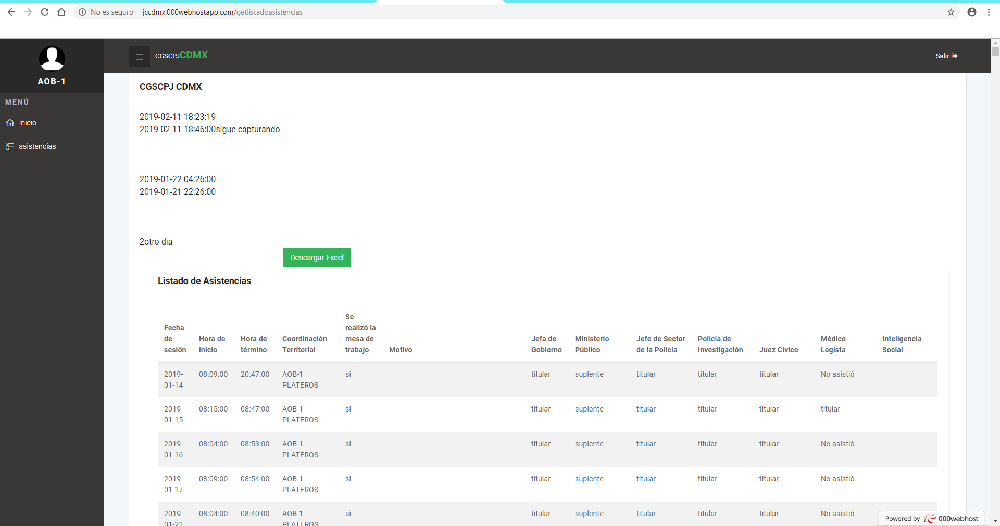 No es seguro | jccdmx.000webhostapp.com/getlistadoasistencias
AOB-1
MENÚ
Inicio
asistencias
CGSCPJCDMX
Salir
CGSCPJ CDMX
2019-02-11 18:23:19
2019-02-11 18:46:00sigue capturando
2019-01-22 04:26:00
2019-01-21 22:26:00
2otro dia
Descargar Excel
Listado de Asistencias
Fecha de sesión Hora de inicio Hora de término Coordinación Territorial Se realizó la mesa de trabajo Motivo Jefa de Gobierno Ministerio Público Jefe de Sector de la Policía Policía de Investigación Juez Cívico Médico Legista Inteligencia Social
2019-01-14 08:09:00 20:47:00 AOB-1 PLATEROS si titular suplente titular titular titular No asistió
2019-01-15 08:15:00 08:47:00 AOB-1 PLATEROS si titular suplente titular titular titular titular
2019-01-16 08:04:00 08:53:00 AOB-1 PLATEROS si titular suplente titular titular titular No asistió
2019-01-17 08:09:00 08:54:00 AOB-1 PLATEROS si titular suplente titular titular titular No asistió
2019-01-21 08:04:00 08:40:00 AOB-1 PLATEROS si titular suplente titular titular titular No asistió
Powered by 000webhost